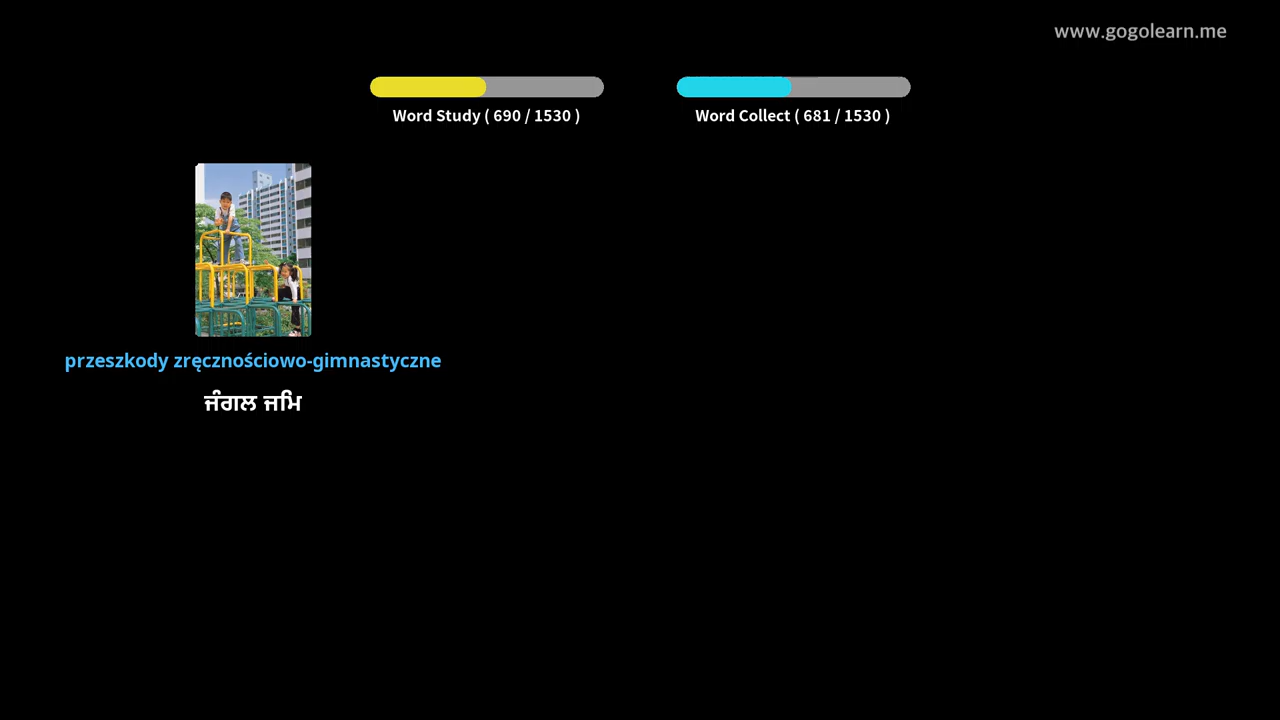 www.gogolearn.me
Word Study ( 690 / 1530 )
Word Collect ( 681 / 1530 )
przeszkody zręcznościowo-gimnastyczne
ਜੰਗਲ ਜਮਿ